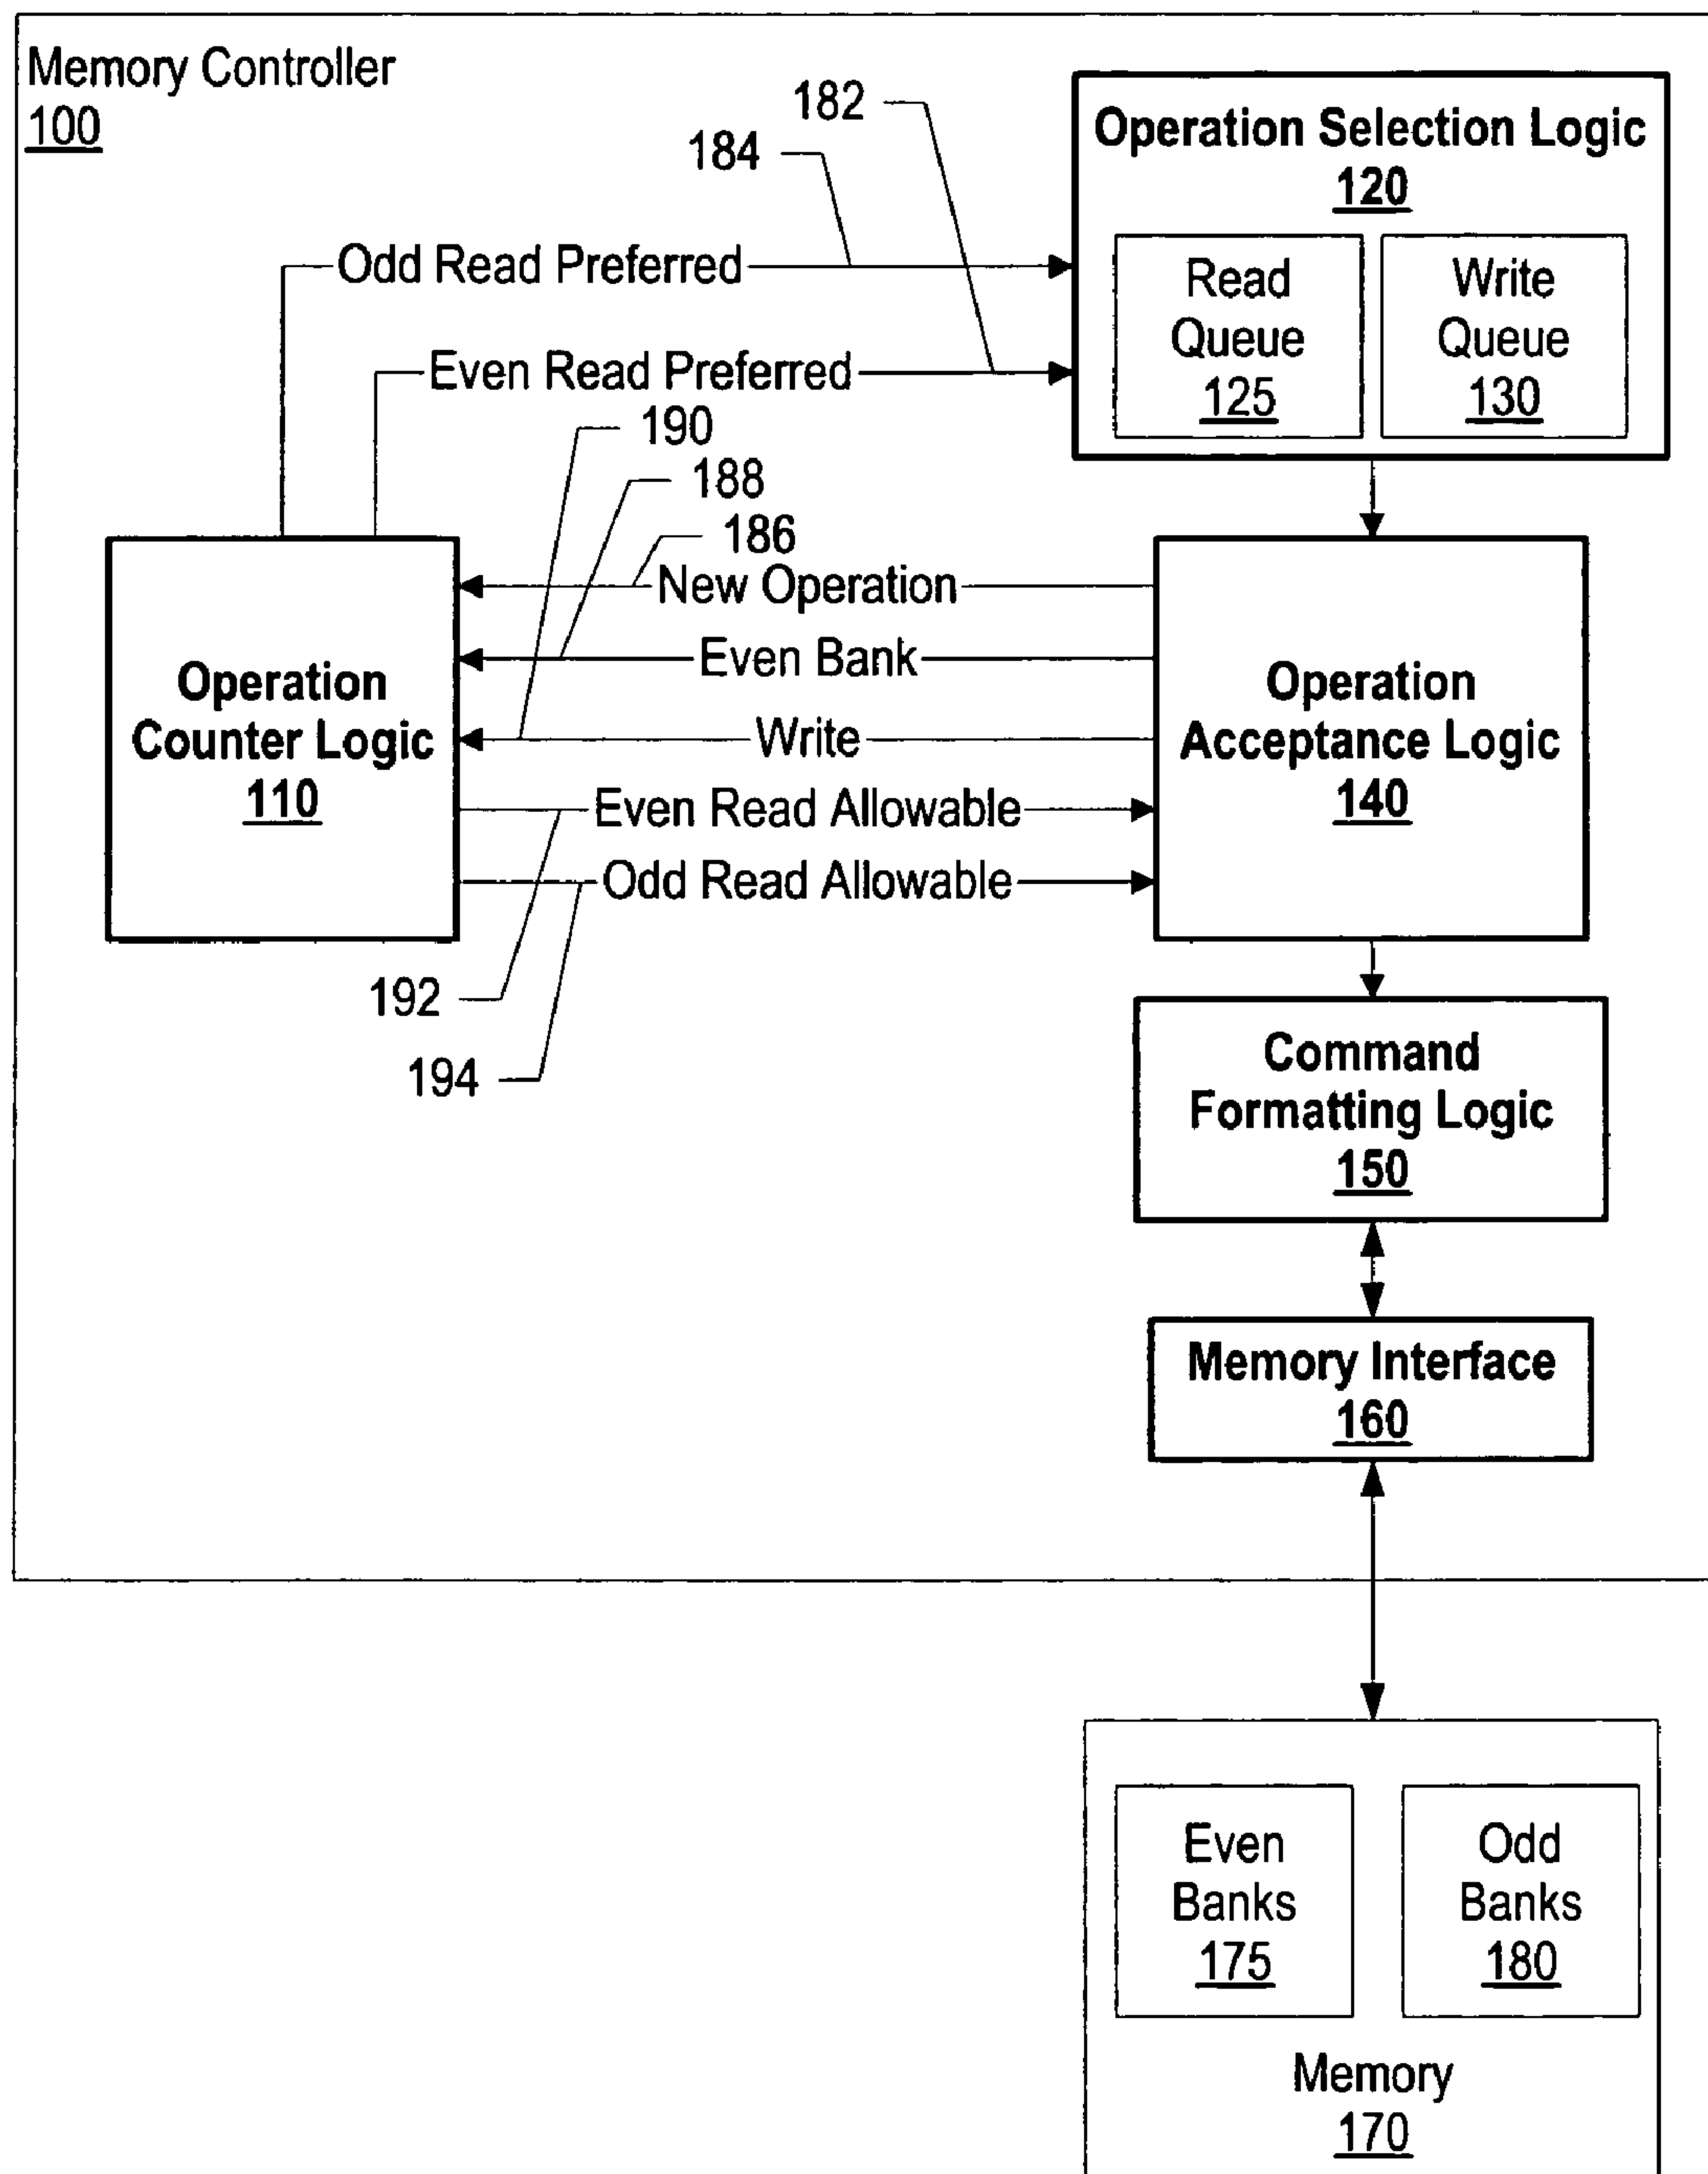 Memory Controller
100
182
184
Operation Selection Logic
120
Read
Queue
125
Write
Queue
130
Odd Read Preferred
Even Read Preferred
190
188
186
New Operation
Even Bank
Write
Even Read Allowable
Odd Read Allowable
Operation
Counter Logic
110
Operation
Acceptance Logic
140
192
194
Command
Formatting Logic
150
Memory Interface
160
Even
Banks
175
Odd
Banks
180
Memory
170